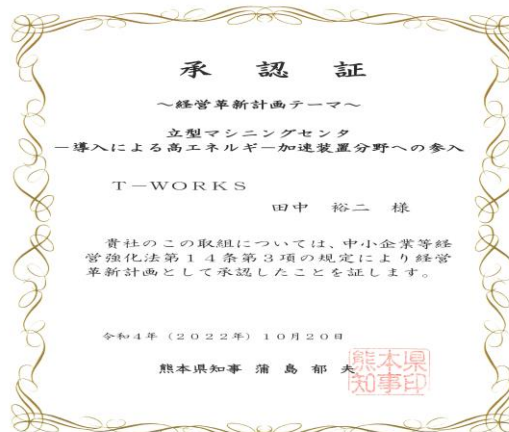 承認証
～経営革新計画テーマ～
立型マシニングセンタ
ー導入による高エネルギー加速装置分野への参入
T－WORKS
田中 裕二 様
貴社のこの取組については、中小企業等経
営強化法第14条第3項の規定により経営
革新計画として承認したことを証します。
令和4年（2022年）10月20日
熊本県知事 蒲島郁夫
熊本県
知事印